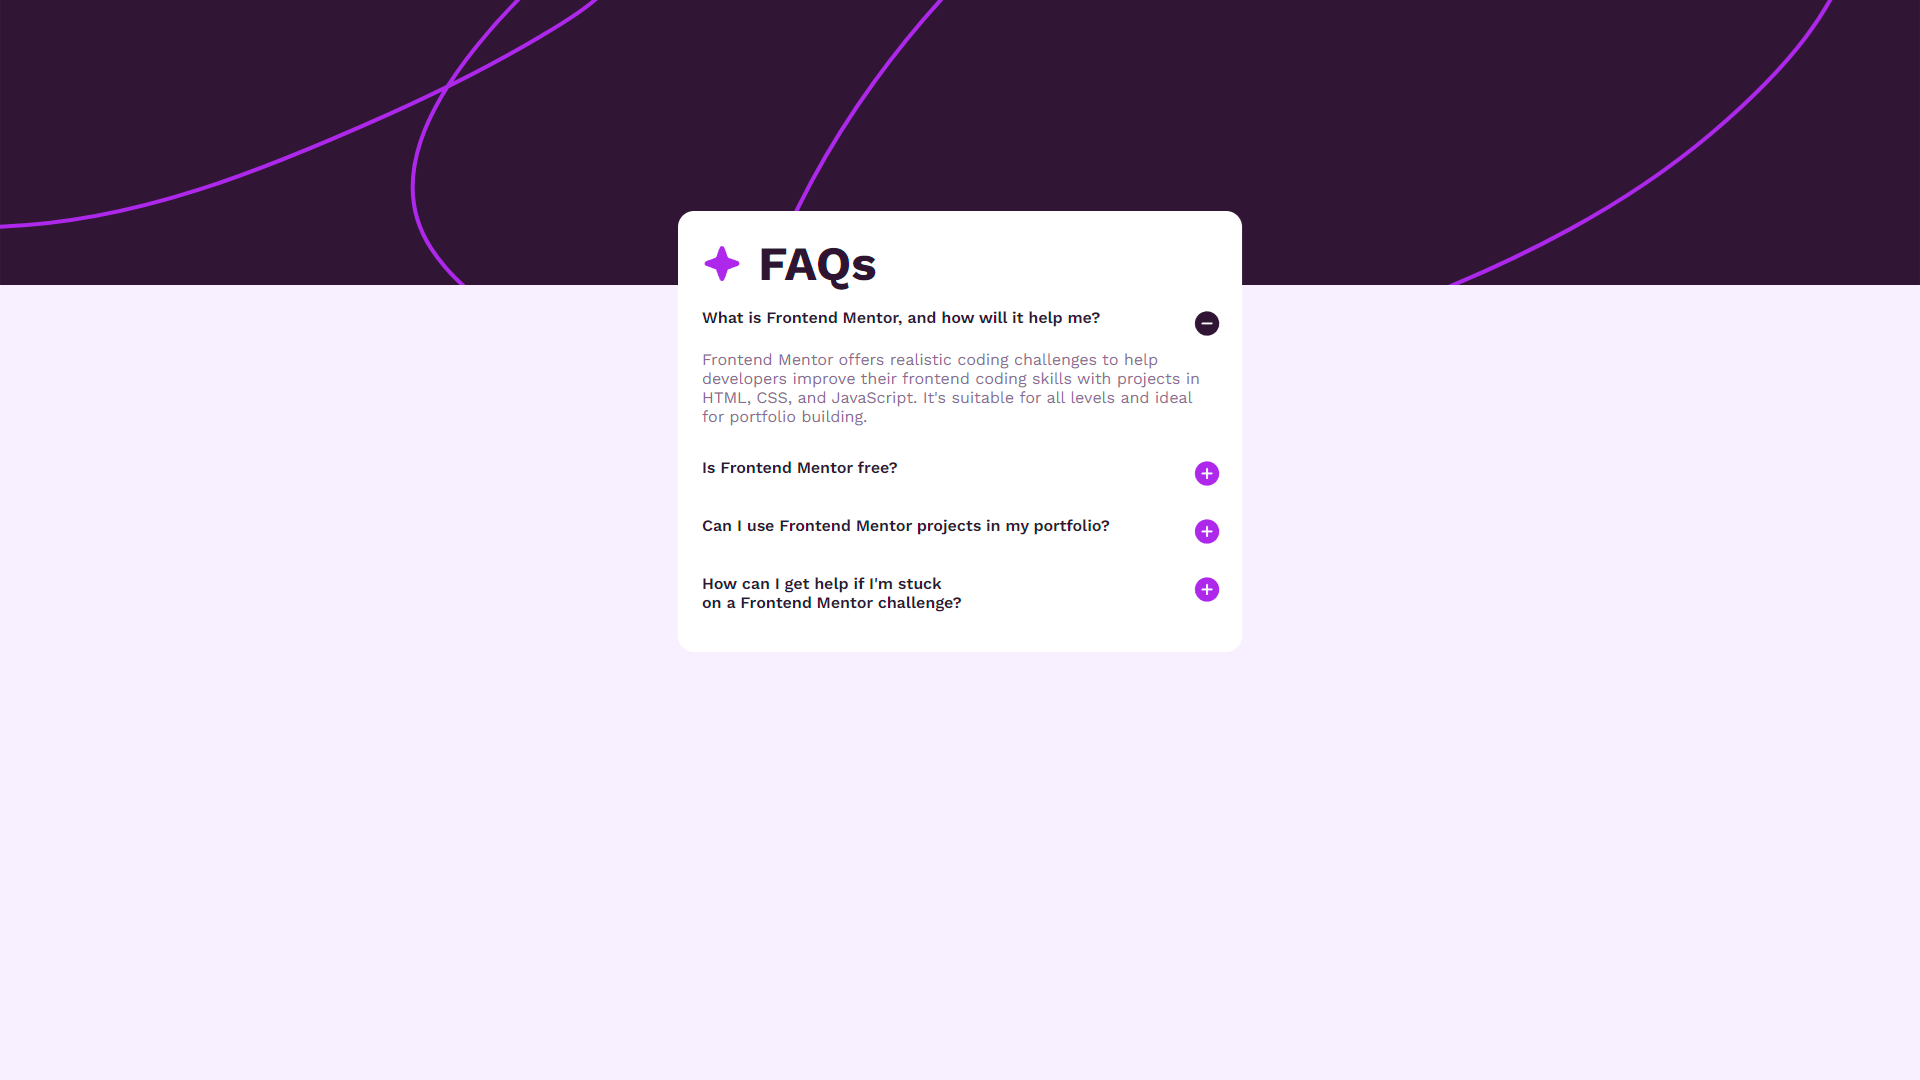 FAQs
What is Frontend Mentor, and how will it help me?
Frontend Mentor offers realistic coding challenges to help
developers improve their frontend coding skills with projects in
HTML, CSS, and JavaScript. It's suitable for all levels and ideal
for portfolio building.
Is Frontend Mentor free?
Can I use Frontend Mentor projects in my portfolio?
How can I get help if I'm stuck
on a Frontend Mentor challenge?